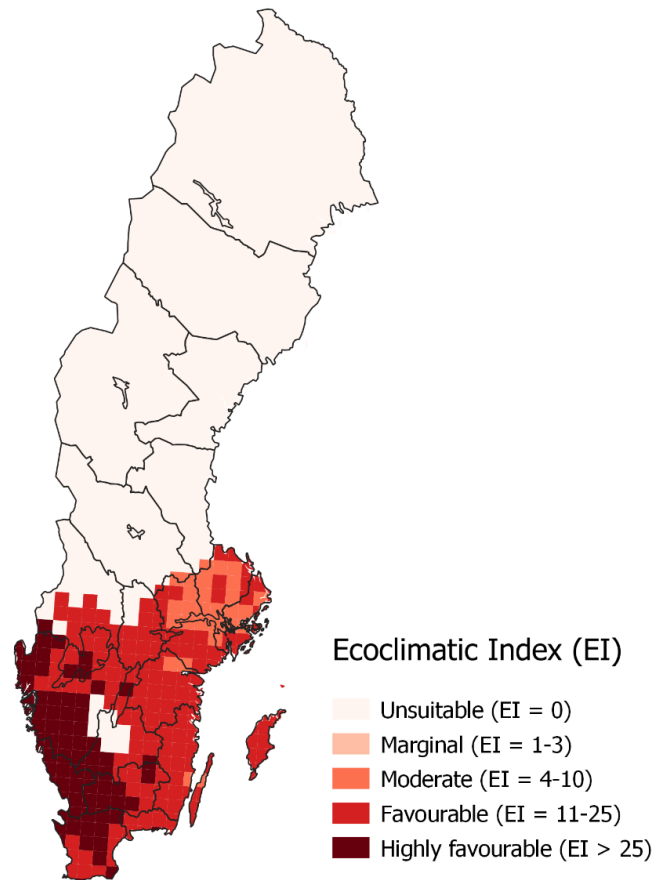 Ecoclimatic Index (EI)
Unsuitable (EI = 0)
Marginal (EI = 1-3)
Moderate (EI = 4-10)
Favourable (EI = 11-25)
Highly favourable (EI > 25)